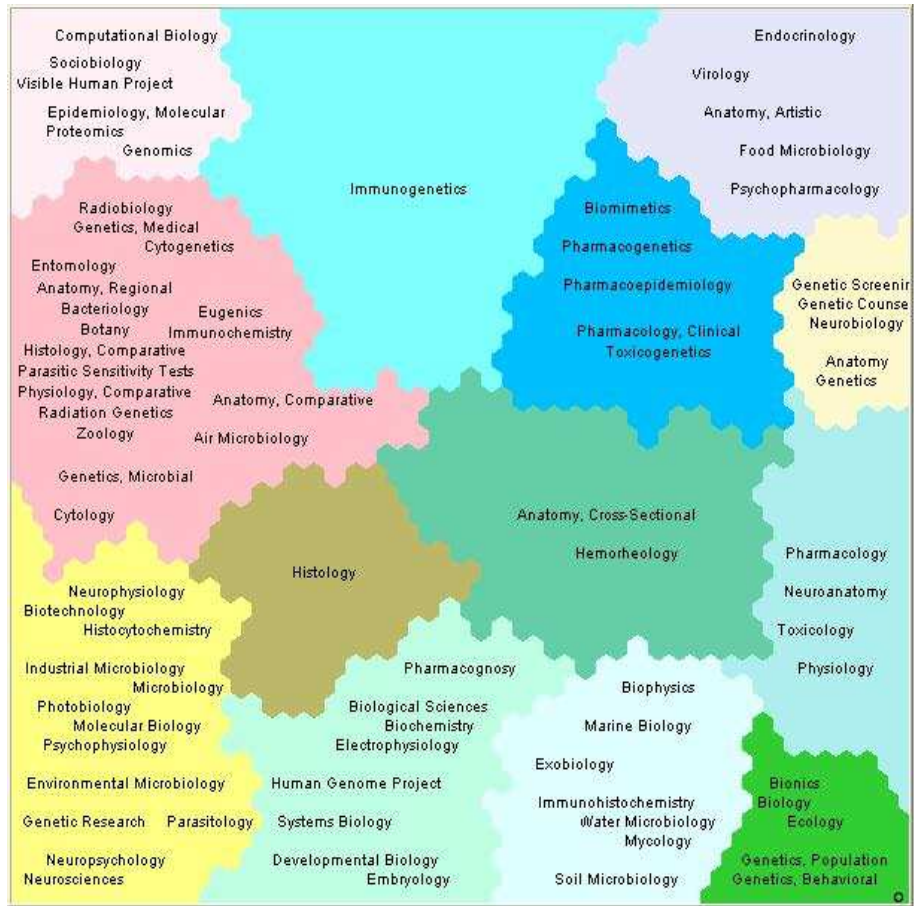 Computational Biology
Sociobiology
Visible Human Project
Epidemiology, Molecular
Proteomics
Genomics
Immunogenetics
Endocrinology
Virology
Anatomy, Artistic
Food Microbiology
Psychopharmacology
Biomimetics
Pharmacogenetics
Pharmacoepidemiology
Pharmacology, Clinical
Toxicogenetics
Genetic Screenin
Genetic Counse
Neurobiology
Anatomy
Genetics
Radiobiology
Genetics, Medical
Cytogenetics
Entomology
Anatomy, Regional
Bacteriology
Eugenics
Botany
Immunochemistry
Histology, Comparative
Parasitic Sensitivity Tests
Physiology, Comparative
Anatomy, Comparative
Radiation Genetics
Zoology
Air Microbiology
Genetics, Microbial
Cytology
Histology
Anatomy, Cross-Sectional
Hemorheology
Pharmacology
Neuroanatomy
Toxicology
Physiology
Neurophysiology
Biotechnology
Histocytochemistry
Industrial Microbiology
Microbiology
Photobiology
Molecular Biology
Psychophysiology
Environmental Microbiology
Genetic Research
Parasitology
Neuropsychology
Neurosciences
Pharmacognosy
Biological Sciences
Biochemistry
Electrophysiology
Human Genome Project
Systems Biology
Developmental Biology
Embryology
Biophysics
Marine Biology
Exobiology
Immunohistochemistry
Water Microbiology
Mycology
Soil Microbiology
Bionics
Biology
Ecology
Genetics, Population
Genetics, Behavioral